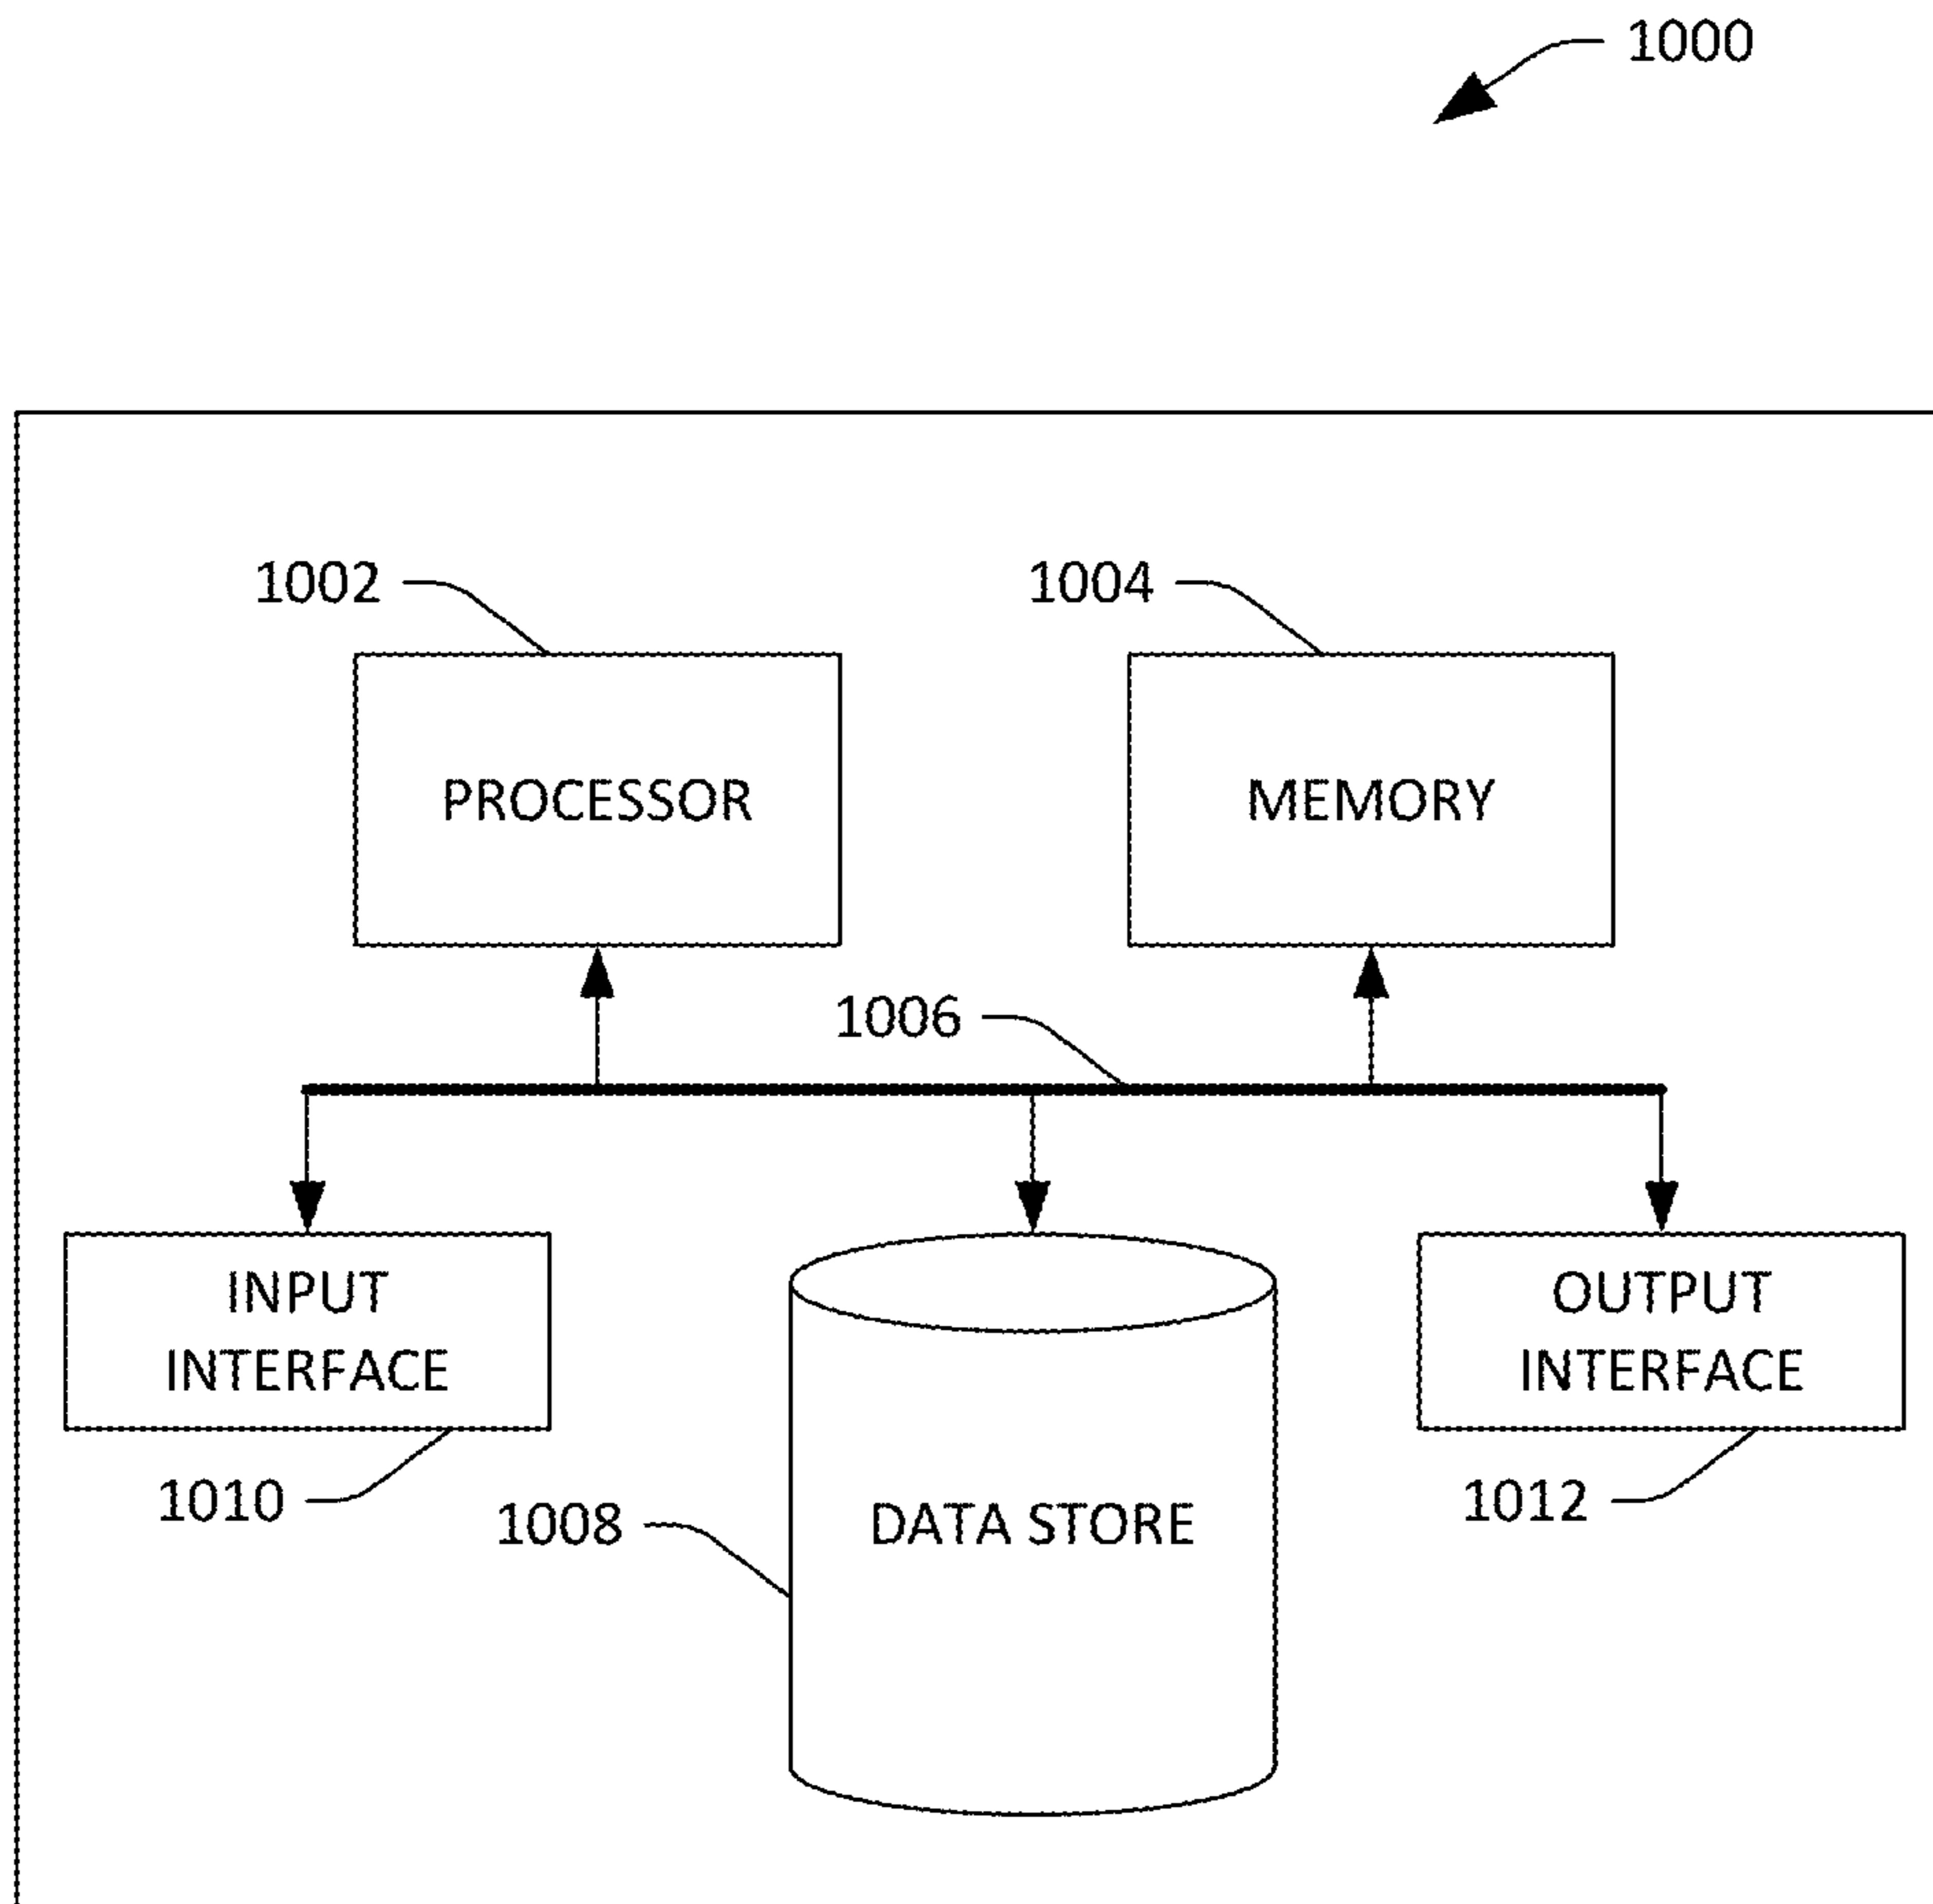 1000
1002
1004
PROCESSOR
MEMORY
1006
INPUT
INTERFACE
OUTPUT
INTERFACE
1010
1008
DATA STORE
1012